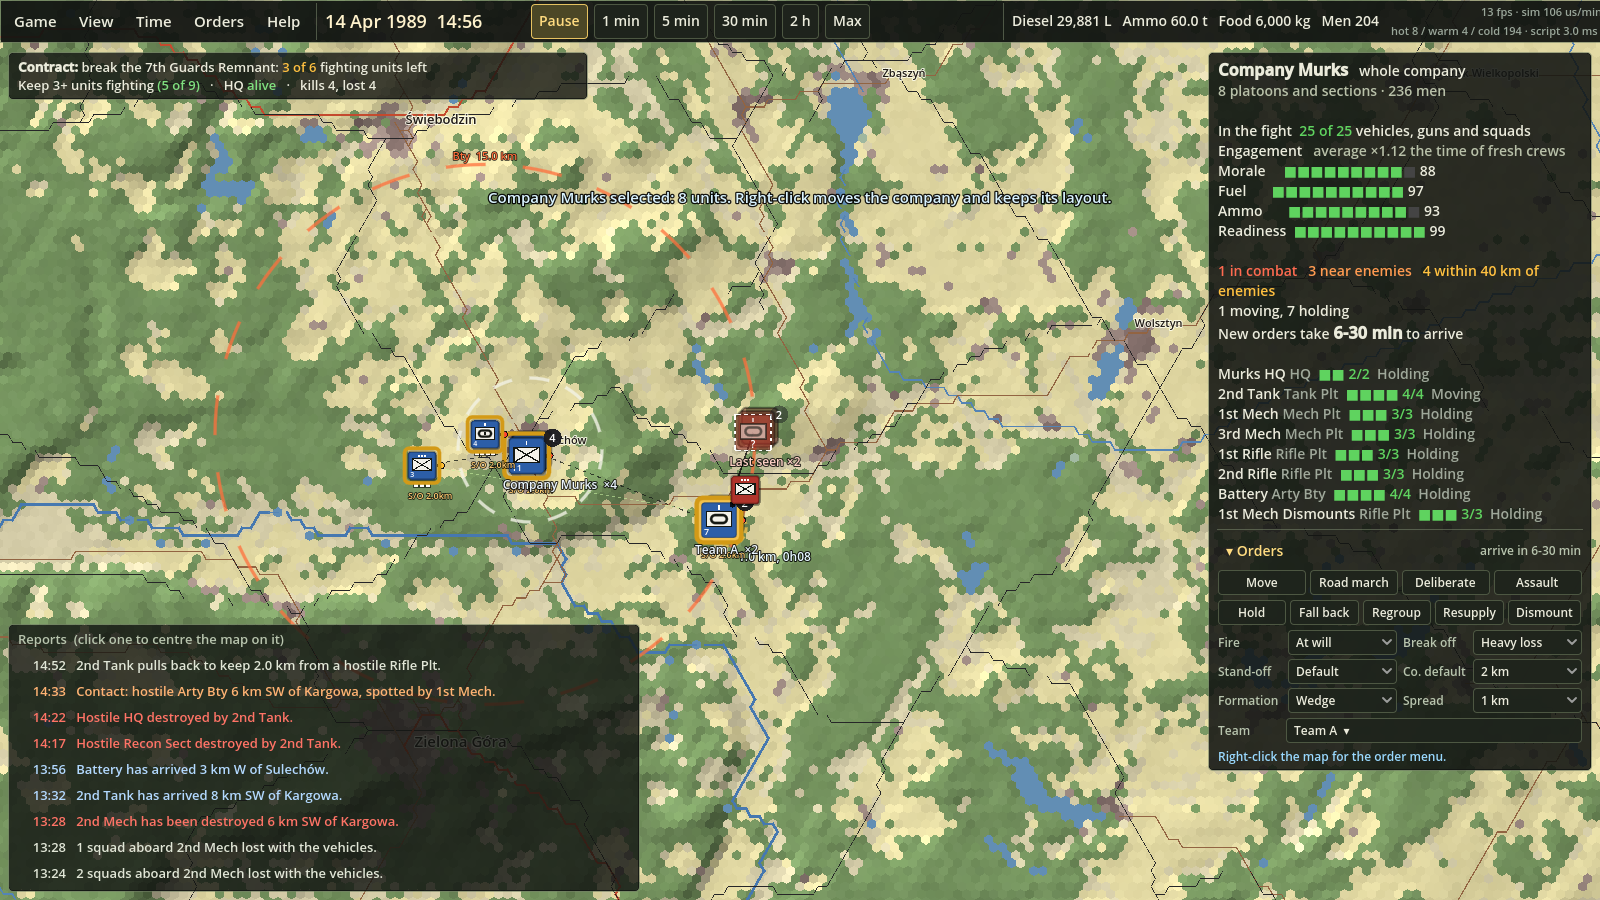 Game View Time Orders Help 14 Apr 1989 14:56 Pause 1 min 5 min 30 min 2 h Max Diesel 29,881 L Ammo 60.0 t Food 6,000 kg Men 204
13 fps · sim 106 us/min
hot 8 / warm 4 / cold 194 · script 3.0 ms
Contract: break the 7th Guards Remnant: 3 of 6 fighting units left
Keep 3+ units fighting (5 of 9) · HQ alive · kills 4, lost 4
Zbąszyń
Świebodzin
Bty 15.0 km
Company Murks selected: 8 units. Right-click moves the company and keeps its layout.
Wolsztyn
2
?
Last seen ×2
4
4
chów
3
11
S/O 2.0km
S/O 2.0km
Company Murks ×4
7
Team A ×2
km, 0h08
Zielona Góra
Company Murks whole company
Wielkopolski
8 platoons and sections · 236 men
In the fight 25 of 25 vehicles, guns and squads
Engagement average ×1.12 the time of fresh crews
Morale 88
Fuel 97
Ammo 93
Readiness 99
1 in combat 3 near enemies 4 within 40 km of
enemies
1 moving, 7 holding
New orders take 6-30 min to arrive
Murks HQ HQ 2/2 Holding
2nd Tank Tank Plt 4/4 Moving
1st Mech Mech Plt 3/3 Holding
3rd Mech Mech Plt 3/3 Holding
1st Rifle Rifle Plt 3/3 Holding
2nd Rifle Rifle Plt 3/3 Holding
Battery Arty Bty 4/4 Holding
1st Mech Dismounts Rifle Plt 3/3 Holding
▾ Orders arrive in 6-30 min
Move Road march Deliberate Assault
Hold Fall back Regroup Resupply Dismount
Fire At will Break off Heavy loss
Stand-off Default Co. default 2 km
Formation Wedge Spread 1 km
Team Team A ▾
Right-click the map for the order menu.
Reports (click one to centre the map on it)
14:52 2nd Tank pulls back to keep 2.0 km from a hostile Rifle Plt.
14:33 Contact: hostile Arty Bty 6 km SW of Kargowa, spotted by 1st Mech.
14:22 Hostile HQ destroyed by 2nd Tank.
14:17 Hostile Recon Sect destroyed by 2nd Tank.
13:56 Battery has arrived 3 km W of Sulechów.
13:32 2nd Tank has arrived 8 km SW of Kargowa.
13:28 2nd Mech has been destroyed 6 km SW of Kargowa.
13:28 1 squad aboard 2nd Mech lost with the vehicles.
13:24 2 squads aboard 2nd Mech lost with the vehicles.